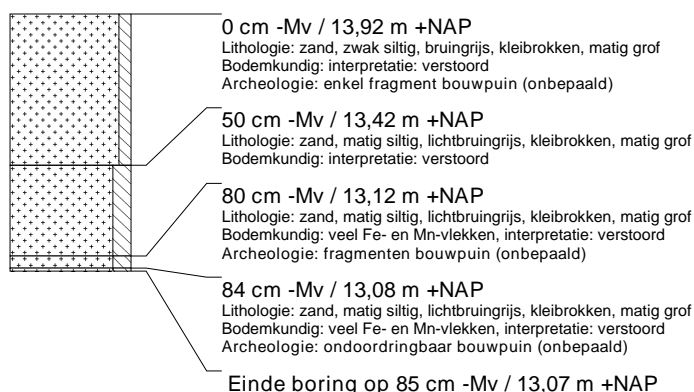 0 cm -Mv / 13,92 m +NAP
Lithologie: zand, zwak siltig, bruingrijs, kleibrokken, matig grof
Bodemkundig: interpretatie: verstoord
Archeologie: enkel fragment bouwpuin (onbepaald)
50 cm -Mv / 13,42 m +NAP
Lithologie: zand, matig siltig, lichtbruingrijs, kleibrokken, matig grof
Bodemkundig: interpretatie: verstoord
80 cm -Mv / 13,12 m +NAP
Lithologie: zand, matig siltig, lichtbruingrijs, kleibrokken, matig grof
Bodemkundig: veel Fe- en Mn-vlekken, interpretatie: verstoord
Archeologie: fragmenten bouwpuin (onbepaald)
84 cm -Mv / 13,08 m +NAP
Lithologie: zand, matig siltig, lichtbruingrijs, kleibrokken, matig grof
Bodemkundig: veel Fe- en Mn-vlekken, interpretatie: verstoord
Archeologie: ondoordringbaar bouwpuin (onbepaald)
Einde boring op 85 cm -Mv / 13,07 m +NAP